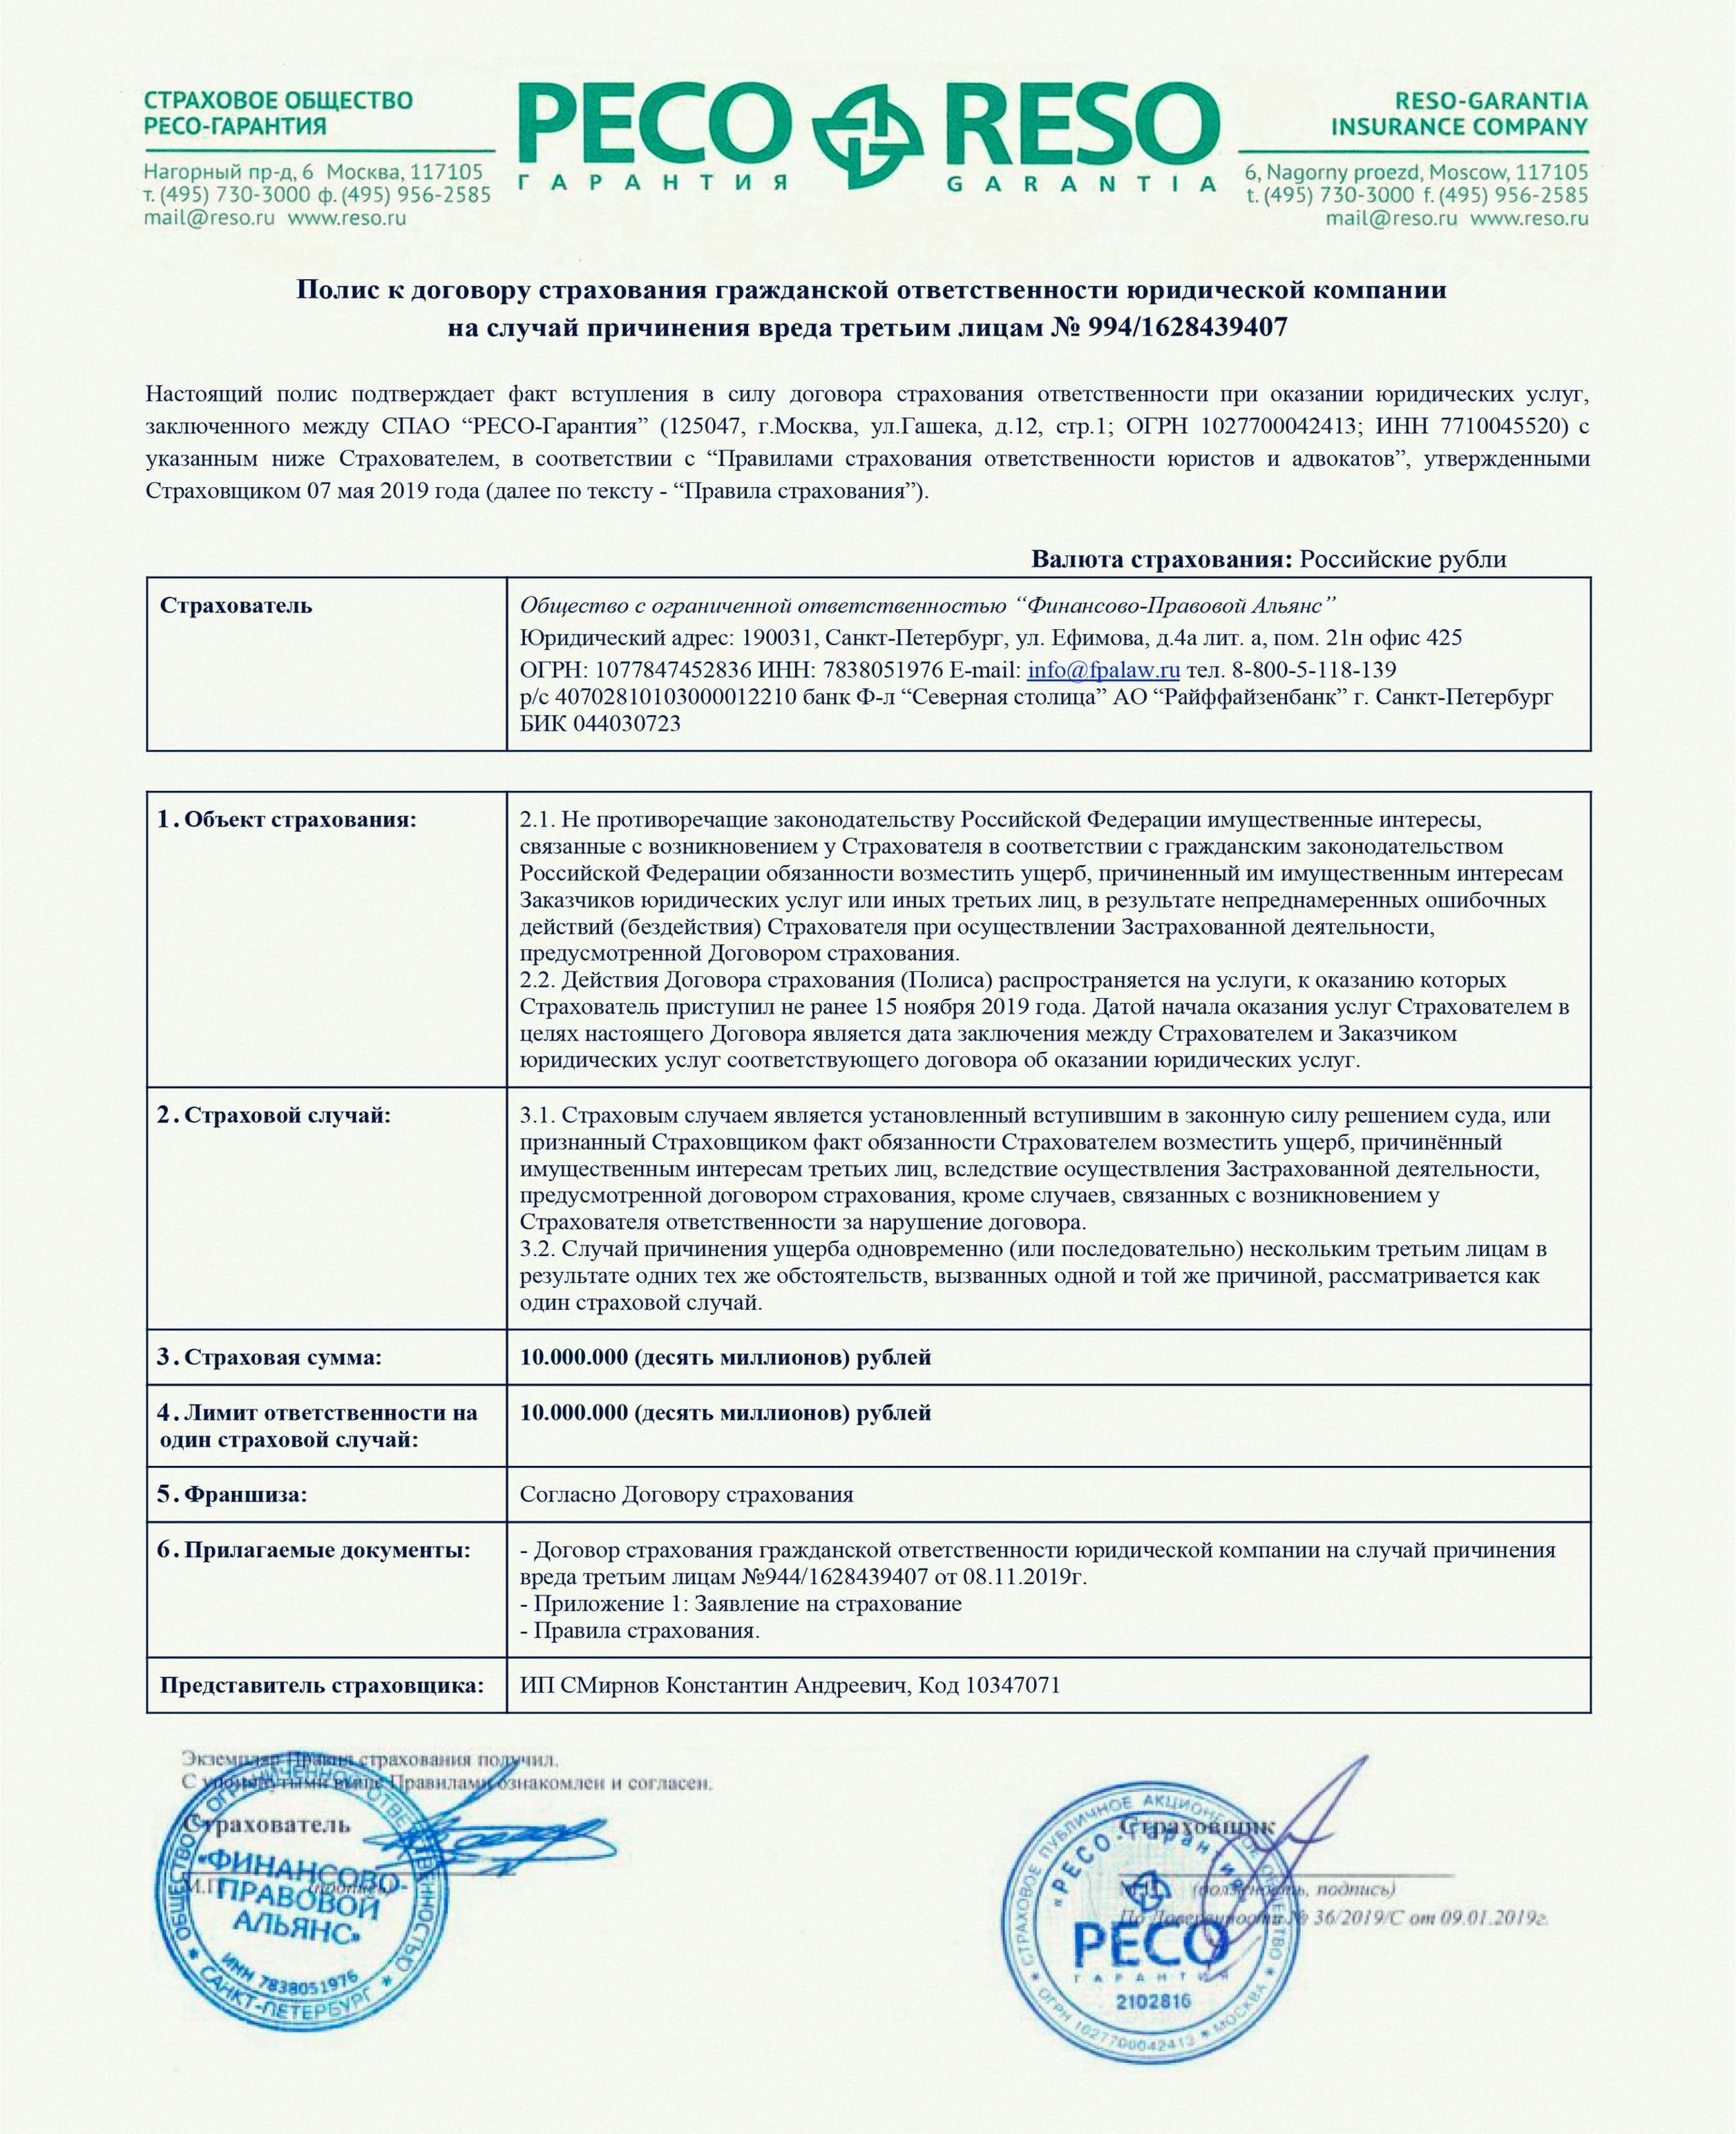 СТРАХОВОЕ ОБЩЕСТВО
РЕСО-ГАРАНТИЯ
Нагорный пр-д, 6 Москва, 117105
т. (495) 730-3000 ф. (495) 956-2585
mail@reso.ru www.reso.ru
РЕСО RESO
ГАРАНТИЯ GARANTIA
RESO-GARANTIA
INSURANCE COMPANY
6, Nagorny proezd, Moscow, 117105
t. (495) 730-3000 f. (495) 956-2585
mail@reso.ru www.reso.ru
Полис к договору страхования гражданской ответственности юридической компании
на случай причинения вреда третьим лицам № 994/1628439407
Настоящий полис подтверждает факт вступления в силу договора страхования ответственности при оказании юридических услуг,
заключенного между СПАО “РЕСО-Гарантия” (125047, г.Москва, ул.Гашека, д.12, стр.1; ОГРН 1027700042413; ИНН 7710045520) с
указанным ниже Страхователем, в соответствии с “Правилами страхования ответственности юристов и адвокатов”, утвержденными
Страховщиком 07 мая 2019 года (далее по тексту - “Правила страхования”).
Валюта страхования: Российские рубли
Страхователь
Общество с ограниченной ответственностью “Финансово-Правовой Альянс”
Юридический адрес: 190031, Санкт-Петербург, ул. Ефимова, д.4а лит. а, пом. 21н офис 425
ОГРН: 1077847452836 ИНН: 7838051976 E-mail: info@fpalaw.ru тел. 8-800-5-118-139
р/с 40702810103000012210 банк Ф-л “Северная столица” АО “Райффайзенбанк” г. Санкт-Петербург
БИК 044030723
1. Объект страхования:
2.1. Не противоречащие законодательству Российской Федерации имущественные интересы,
связанные с возникновением у Страхователя в соответствии с гражданским законодательством
Российской Федерации обязанности возместить ущерб, причиненный им имущественным интересам
Заказчиков юридических услуг или иных третьих лиц, в результате непреднамеренных ошибочных
действий (бездействия) Страхователя при осуществлении Застрахованной деятельности,
предусмотренной Договором страхования.
2.2. Действия Договора страхования (Полиса) распространяется на услуги, к оказанию которых
Страхователь приступил не ранее 15 ноября 2019 года. Датой начала оказания услуг Страхователем в
целях настоящего Договора является дата заключения между Страхователем и Заказчиком
юридических услуг соответствующего договора об оказании юридических услуг.
2. Страховой случай:
3.1. Страховым случаем является установленный вступившим в законную силу решением суда, или
признанный Страховщиком факт обязанности Страхователем возместить ущерб, причинённый
имущественным интересам третьих лиц, вследствие осуществления Застрахованной деятельности,
предусмотренной договором страхования, кроме случаев, связанных с возникновением у
Страхователя ответственности за нарушение договора.
3.2. Случай причинения ущерба одновременно (или последовательно) нескольким третьим лицам в
результате одних тех же обстоятельств, вызванных одной и той же причиной, рассматривается как
один страховой случай.
3. Страховая сумма:
10.000.000 (десять миллионов) рублей
4. Лимит ответственности на
один страховой случай:
10.000.000 (десять миллионов) рублей
5. Франшиза:
Согласно Договору страхования
6. Прилагаемые документы:
- Договор страхования гражданской ответственности юридической компании на случай причинения
вреда третьим лицам №944/1628439407 от 08.11.2019г.
- Приложение 1: Заявление на страхование
- Правила страхования.
Представитель страховщика:
ИП СМирнов Константин Андреевич, Код 10347071
Экземпляр Правил страхования получил.
С упомянутыми выше Правилами ознакомлен и согласен.
Страхователь
М.П. (подпись)
ОБЩЕСТВО С ОГРАНИЧЕННОЙ ОТВЕТСТВЕННОСТЬЮ
«ФИНАНСОВО-
ПРАВОВОЙ
АЛЬЯНС»
ИНН 7838051976
САНКТ-ПЕТЕРБУРГ
Страховщик
М.П. (должность, подпись)
По Доверенности № 36/2019/С от 09.01.2019г.
СТРАХОВОЕ ПУБЛИЧНОЕ АКЦИОНЕРНОЕ ОБЩЕСТВО
«РЕСО-Гарантия»
РЕСО
ГАРАНТИЯ
2102816
ОГРН 1027700042413 * МОСКВА